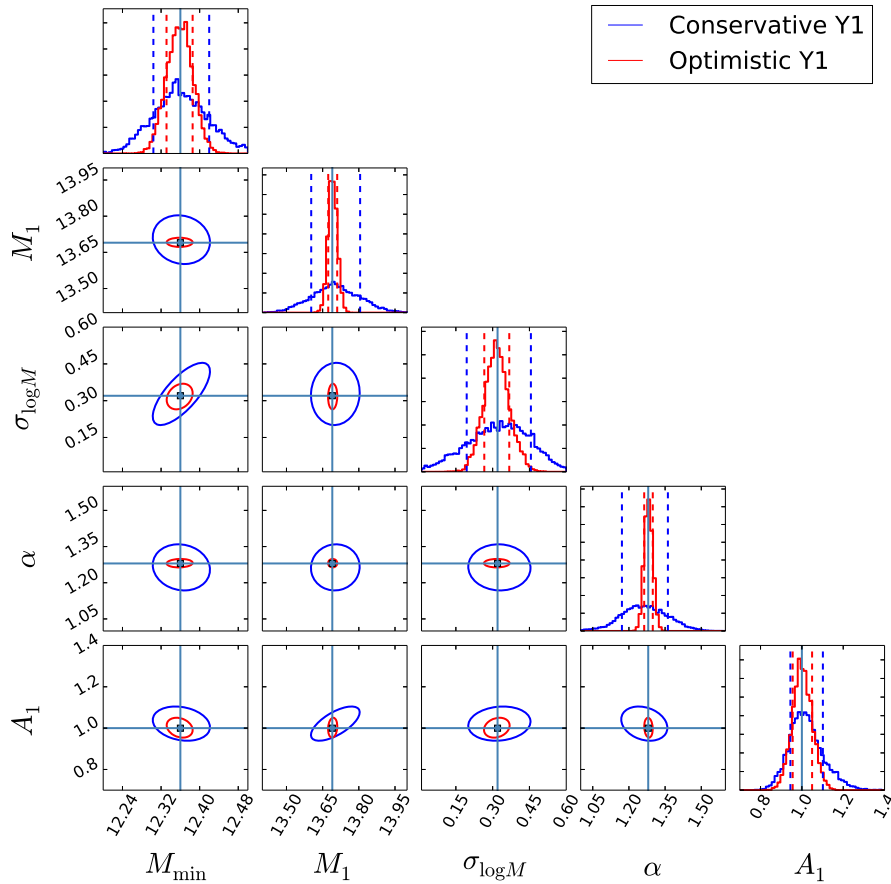 Conservative Y1
Optimistic Y1
M₁
13.95
13.80
13.65
13.50
σ_logM
0.60
0.45
0.30
0.15
α
1.50
1.35
1.20
1.05
A₁
1.4
1.2
1.0
0.8
12.24 12.32 12.40 12.48
13.50 13.65 13.80 13.95
0.15 0.30 0.45 0.60
1.05 1.20 1.35 1.50
0.8 1.0 1.2 1.4
M_min M₁ σ_logM α A₁